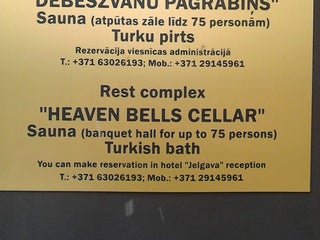 DEBESZVANU PAGRABIŅŠ"
Sauna (atpūtas zāle līdz 75 personām)
Turku pirts
Rezervācija viesnīcas administrācijā
T.: +371 63026193; Mob.: +371 29145961
Rest complex
"HEAVEN BELLS CELLAR"
Sauna (banquet hall for up to 75 persons)
Turkish bath
You can make reservation in hotel "Jelgava" reception
T.: +371 63026193; Mob.: +371 29145961